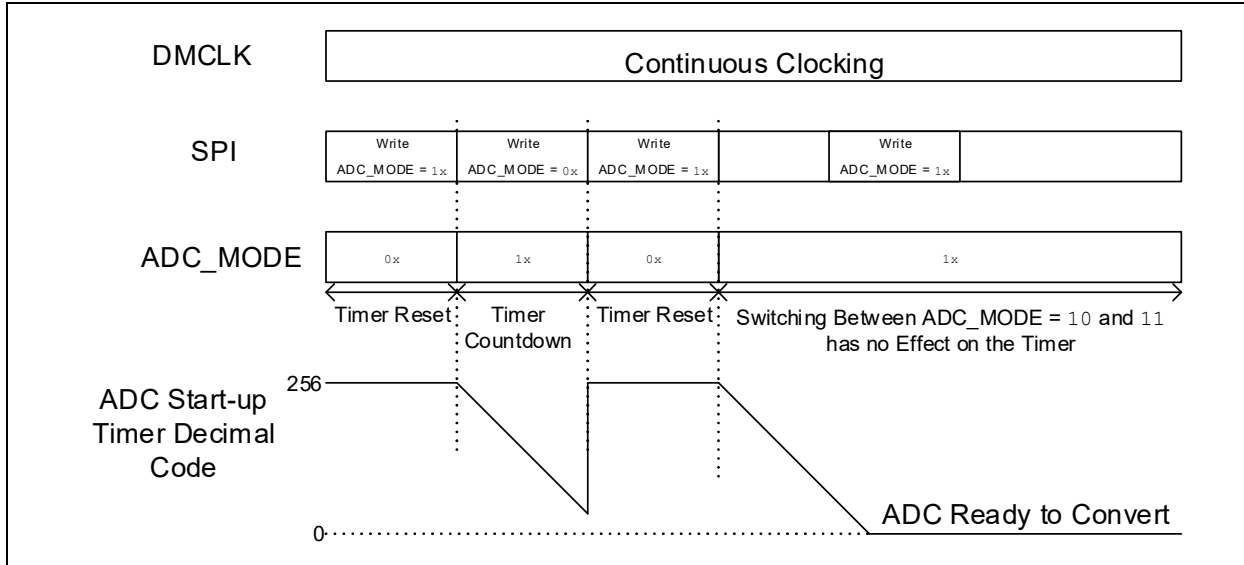 DMCLK
Continuous Clocking
SPI
Write
ADC_MODE = 1x
Write
ADC_MODE = 0x
Write
ADC_MODE = 1x
Write
ADC_MODE = 1x
ADC_MODE
0x
1x
0x
1x
Timer Reset
Timer
Countdown
Timer Reset
Switching Between ADC_MODE = 10 and 11
has no Effect on the Timer
ADC Start-up
Timer Decimal
Code
256
0
ADC Ready to Convert